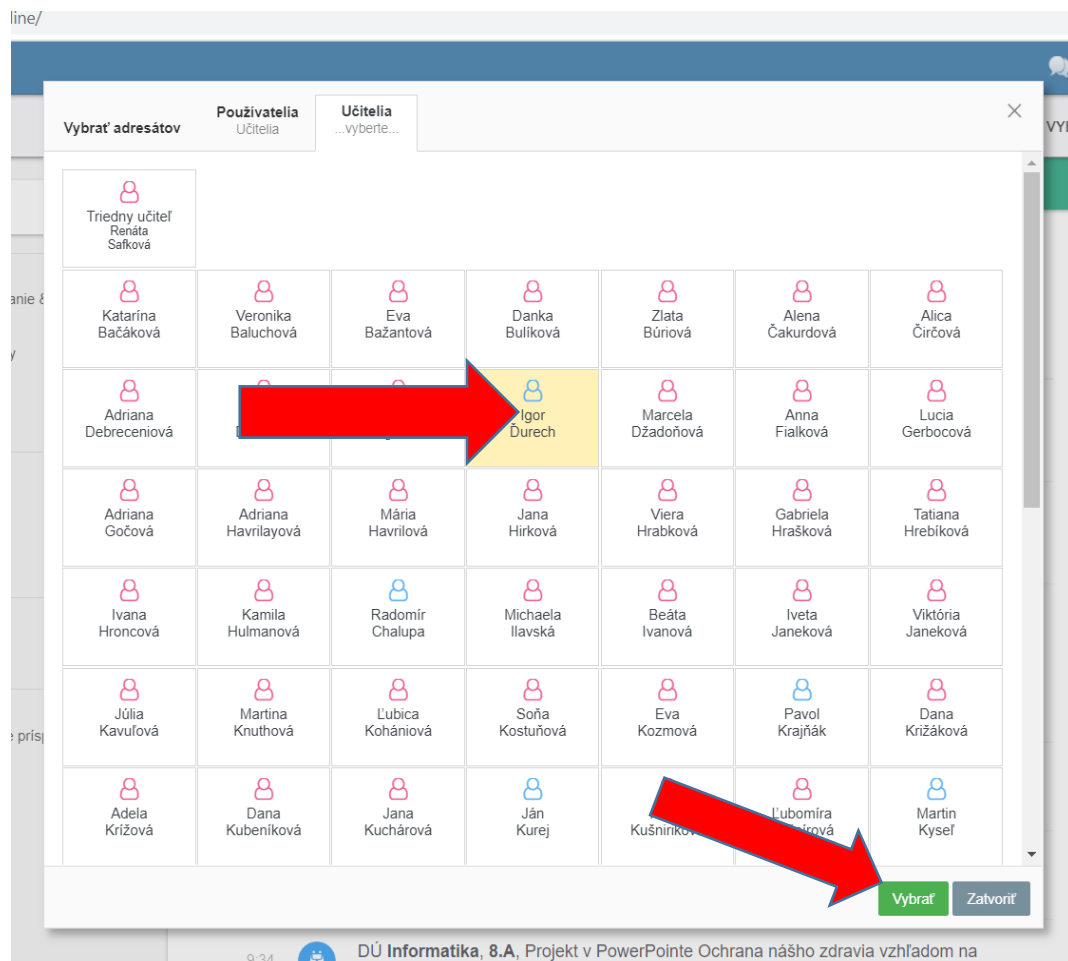 line/
Vybrať adresátov
Používatelia
Učitelia
Učitelia
...vyberte...
VYB
Triedny učiteľ
Renáta
Safková
anie &
Katarína
Bačáková
Veronika
Baluchová
Eva
Bažantová
Danka
Bulíková
Zlata
Búriová
Alena
Čakurdová
Alica
Čirčová
y
Adriana
Debreceniová
Igor
Ďurech
Marcela
Džadoňová
Anna
Fialková
Lucia
Gerbocová
Adriana
Gočová
Adriana
Havrilayová
Mária
Havrilová
Jana
Hirková
Viera
Hrabková
Gabriela
Hrašková
Tatiana
Hrebíková
Ivana
Hroncová
Kamila
Hulmanová
Radomír
Chalupa
Michaela
Ilavská
Beáta
Ivanová
Iveta
Janeková
Viktória
Janeková
Júlia
Kavuľová
Martina
Knuthová
Ľubica
Kohániová
Soňa
Kostuňová
Eva
Kozmová
Pavol
Krajňák
Dana
Križáková
e prísp
Adela
Krížová
Dana
Kubeníková
Jana
Kuchárová
Ján
Kurej
Ľubomíra
Martin
Kyseľ
Vybrať
Zatvoriť
9:34
DÚ Informatika, 8.A, Projekt v PowerPointe Ochrana nášho zdravia vzhľadom na